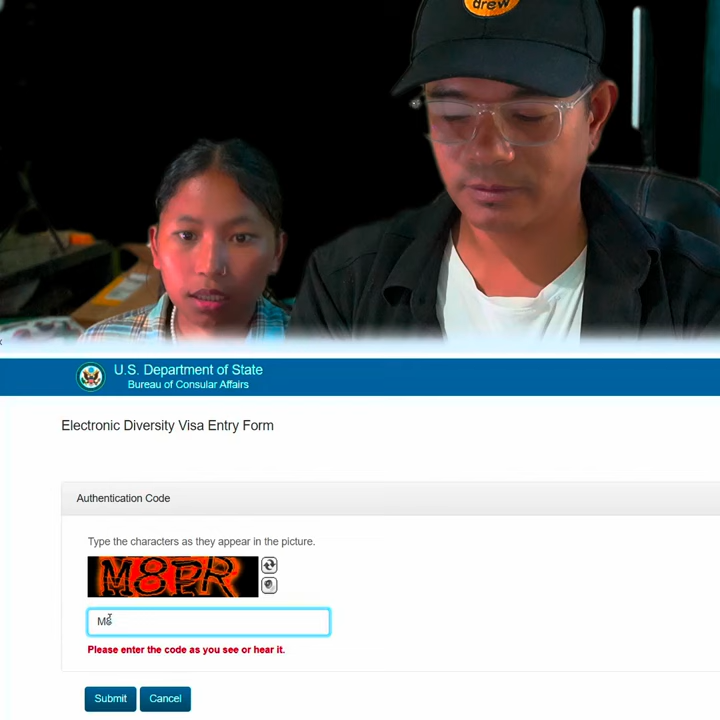 drew
x
U.S. Department of State
Bureau of Consular Affairs
Electronic Diversity Visa Entry Form
Authentication Code
Type the characters as they appear in the picture.
M8PR
M8
Please enter the code as you see or hear it.
Submit Cancel